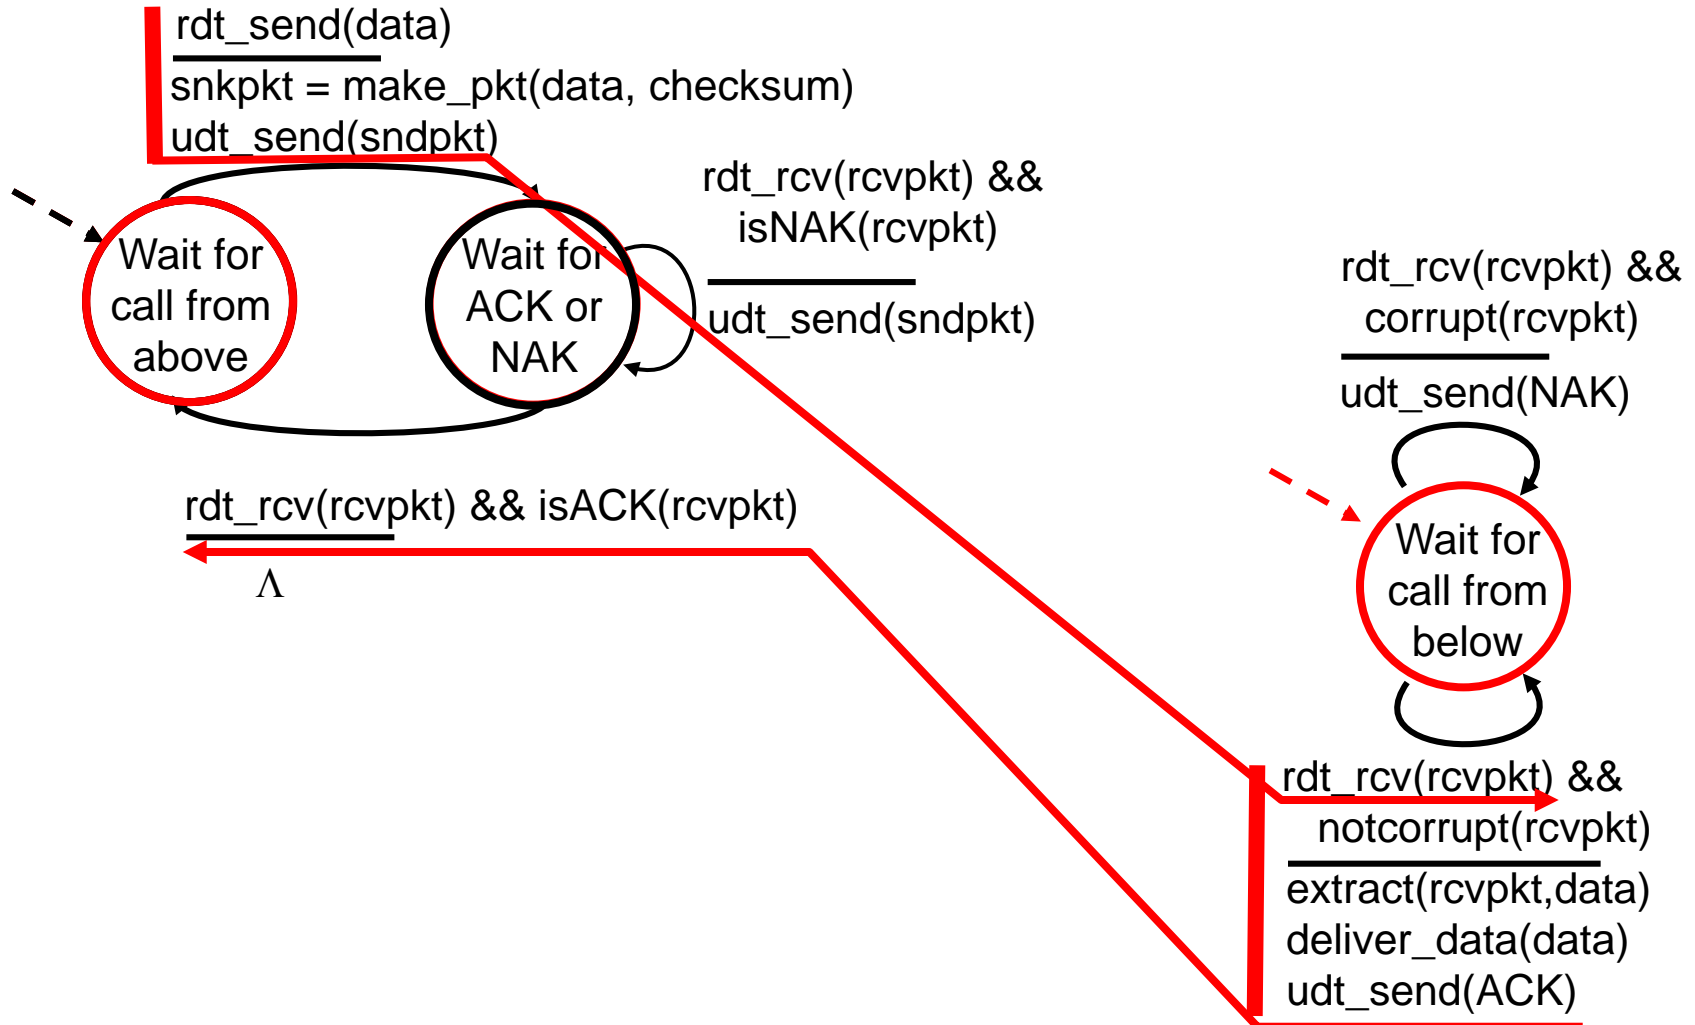 rdt_send(data)
snkpkt = make_pkt(data, checksum)
udt_send(sndpkt)
rdt_rcv(rcvpkt) &&
isNAK(rcvpkt)
udt_send(sndpkt)
Wait for
call from
above
Wait for
ACK or
NAK
rdt_rcv(rcvpkt) && isACK(rcvpkt)
Λ
rdt_rcv(rcvpkt) &&
corrupt(rcvpkt)
udt_send(NAK)
Wait for
call from
below
rdt_rcv(rcvpkt) &&
notcorrupt(rcvpkt)
extract(rcvpkt,data)
deliver_data(data)
udt_send(ACK)